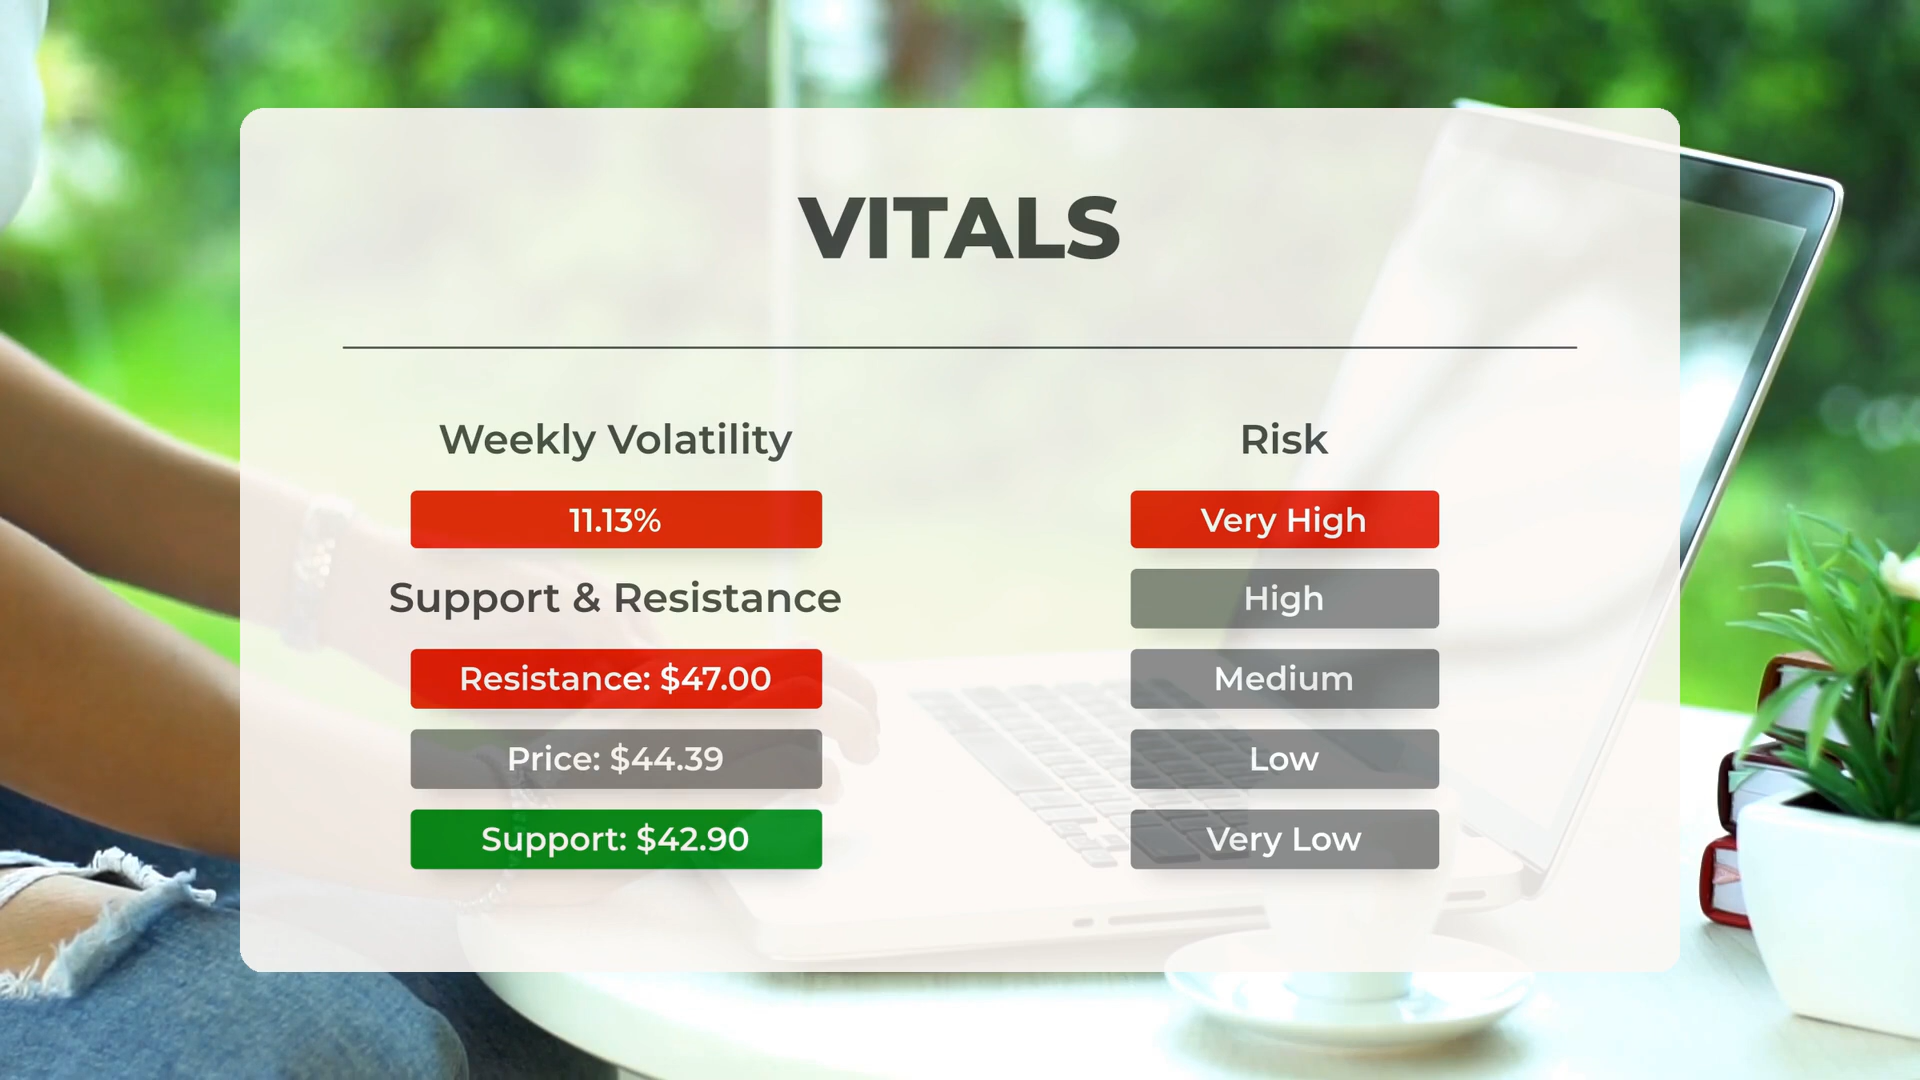 VITALS
Weekly Volatility
11.13%
Support & Resistance
Resistance: $47.00
Price: $44.39
Support: $42.90
Risk
Very High
High
Medium
Low
Very Low